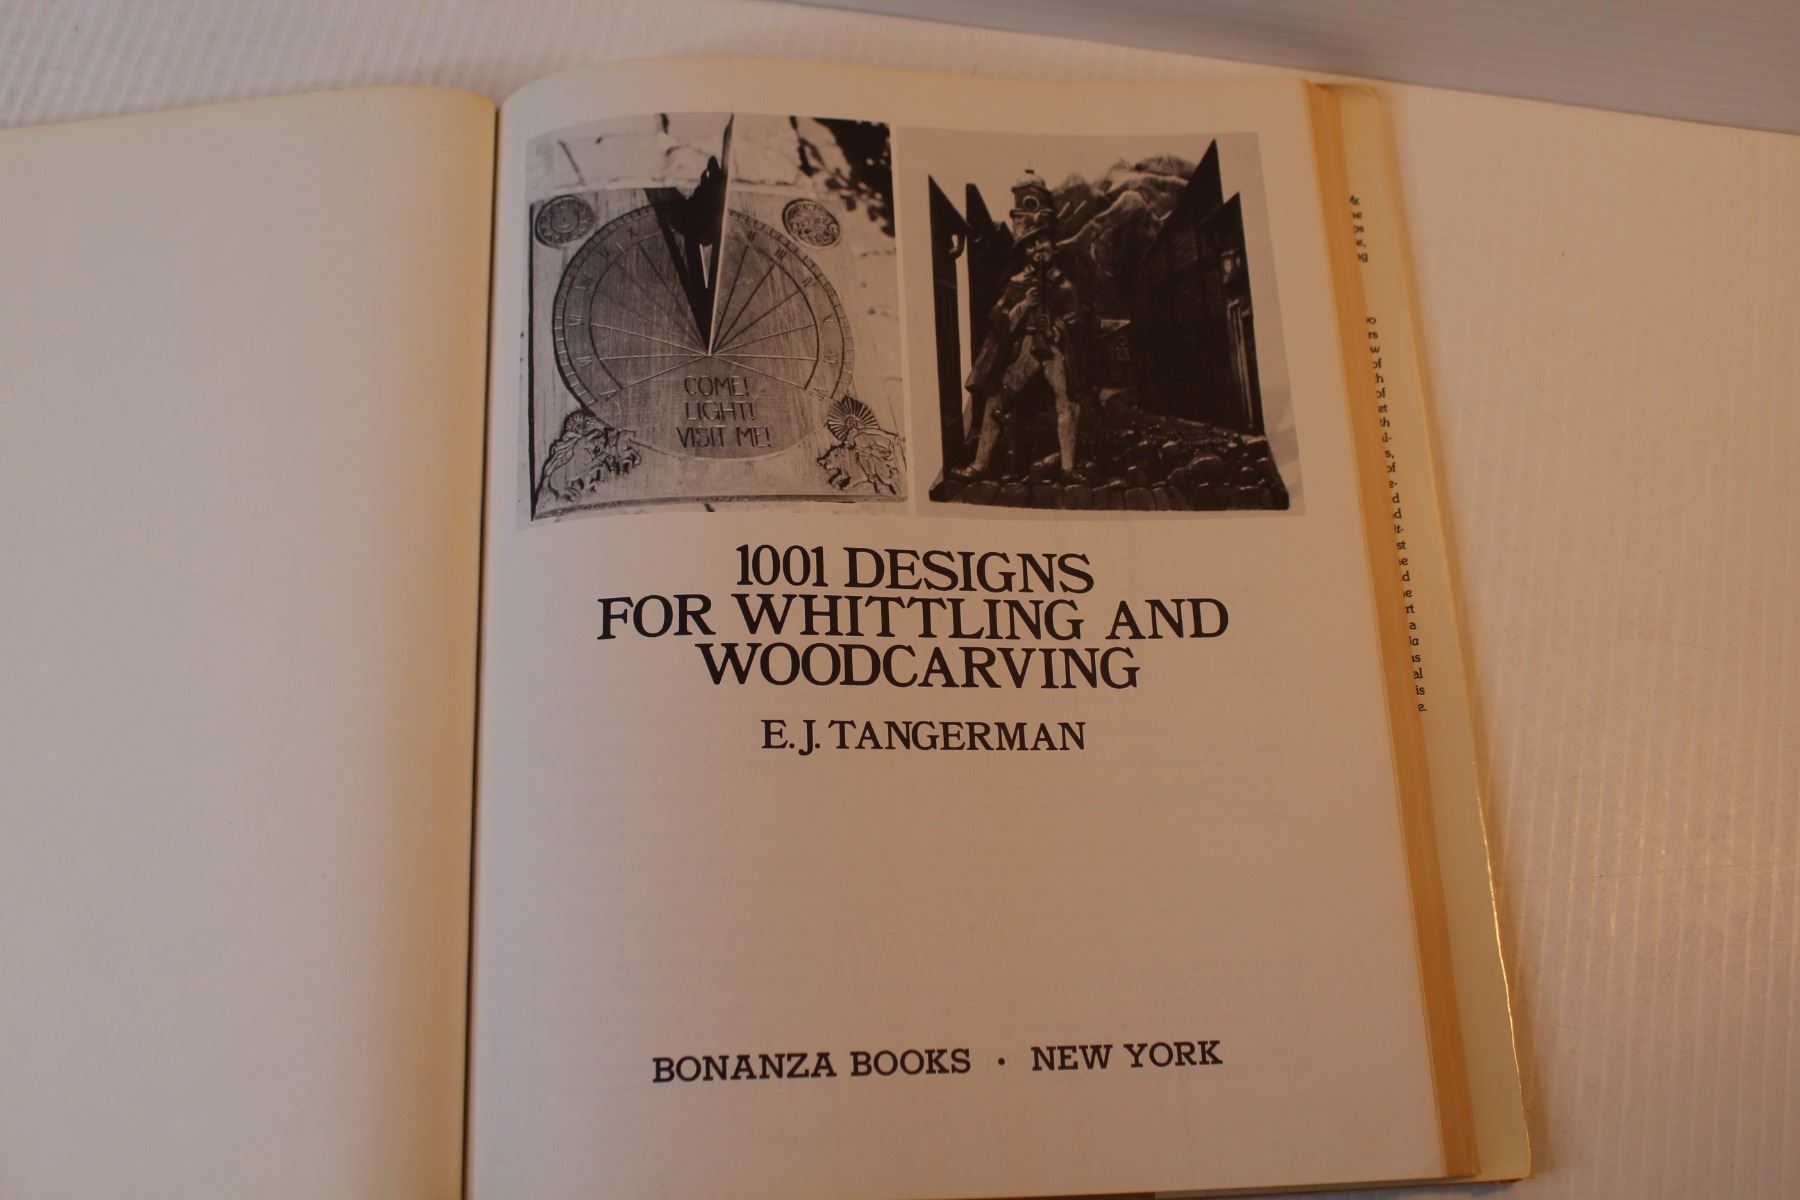 COME!
LIGHT!
VISIT ME!
1001 DESIGNS
FOR WHITTLING AND
WOODCARVING
E. J. TANGERMAN
BONANZA BOOKS · NEW YORK